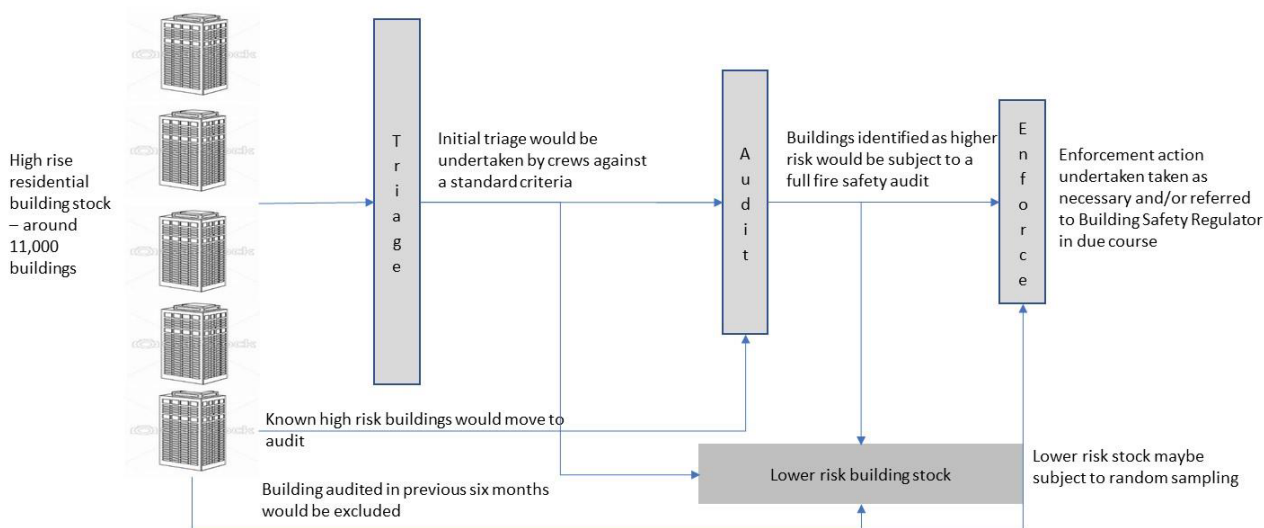 High rise
residential
building stock
– around
11,000
buildings
Triage
Initial triage would be
undertaken by crews against
a standard criteria
Audit
Buildings identified as higher
risk would be subject to a
full fire safety audit
Enforce
Enforcement action
undertaken taken as
necessary and/or referred
to Building Safety Regulator
in due course
Known high risk buildings would move to
audit
Building audited in previous six months
would be excluded
Lower risk building stock
Lower risk stock maybe
subject to random sampling